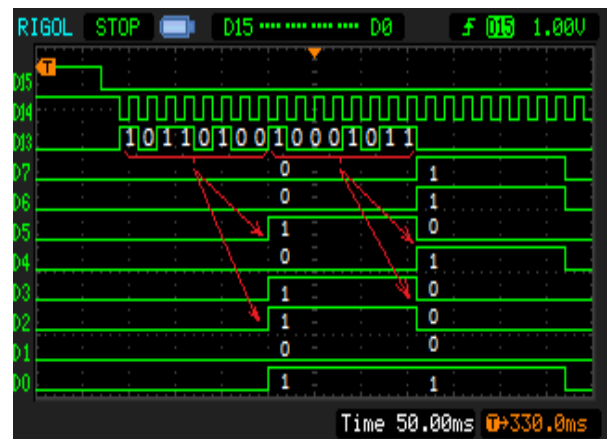 RIGOL STOP D15 D0 D15 1.00V
T
D15
D14
D13 1 0 1 1 0 1 0 0 1 0 0 0 1 0 1 1
D7 0 1
D6 0 1
D5 1 0
D4 0 1
D3 1 0
D2 1 0
D1 0 0
D0 1 1
Time 50.00ms T→330.0ms